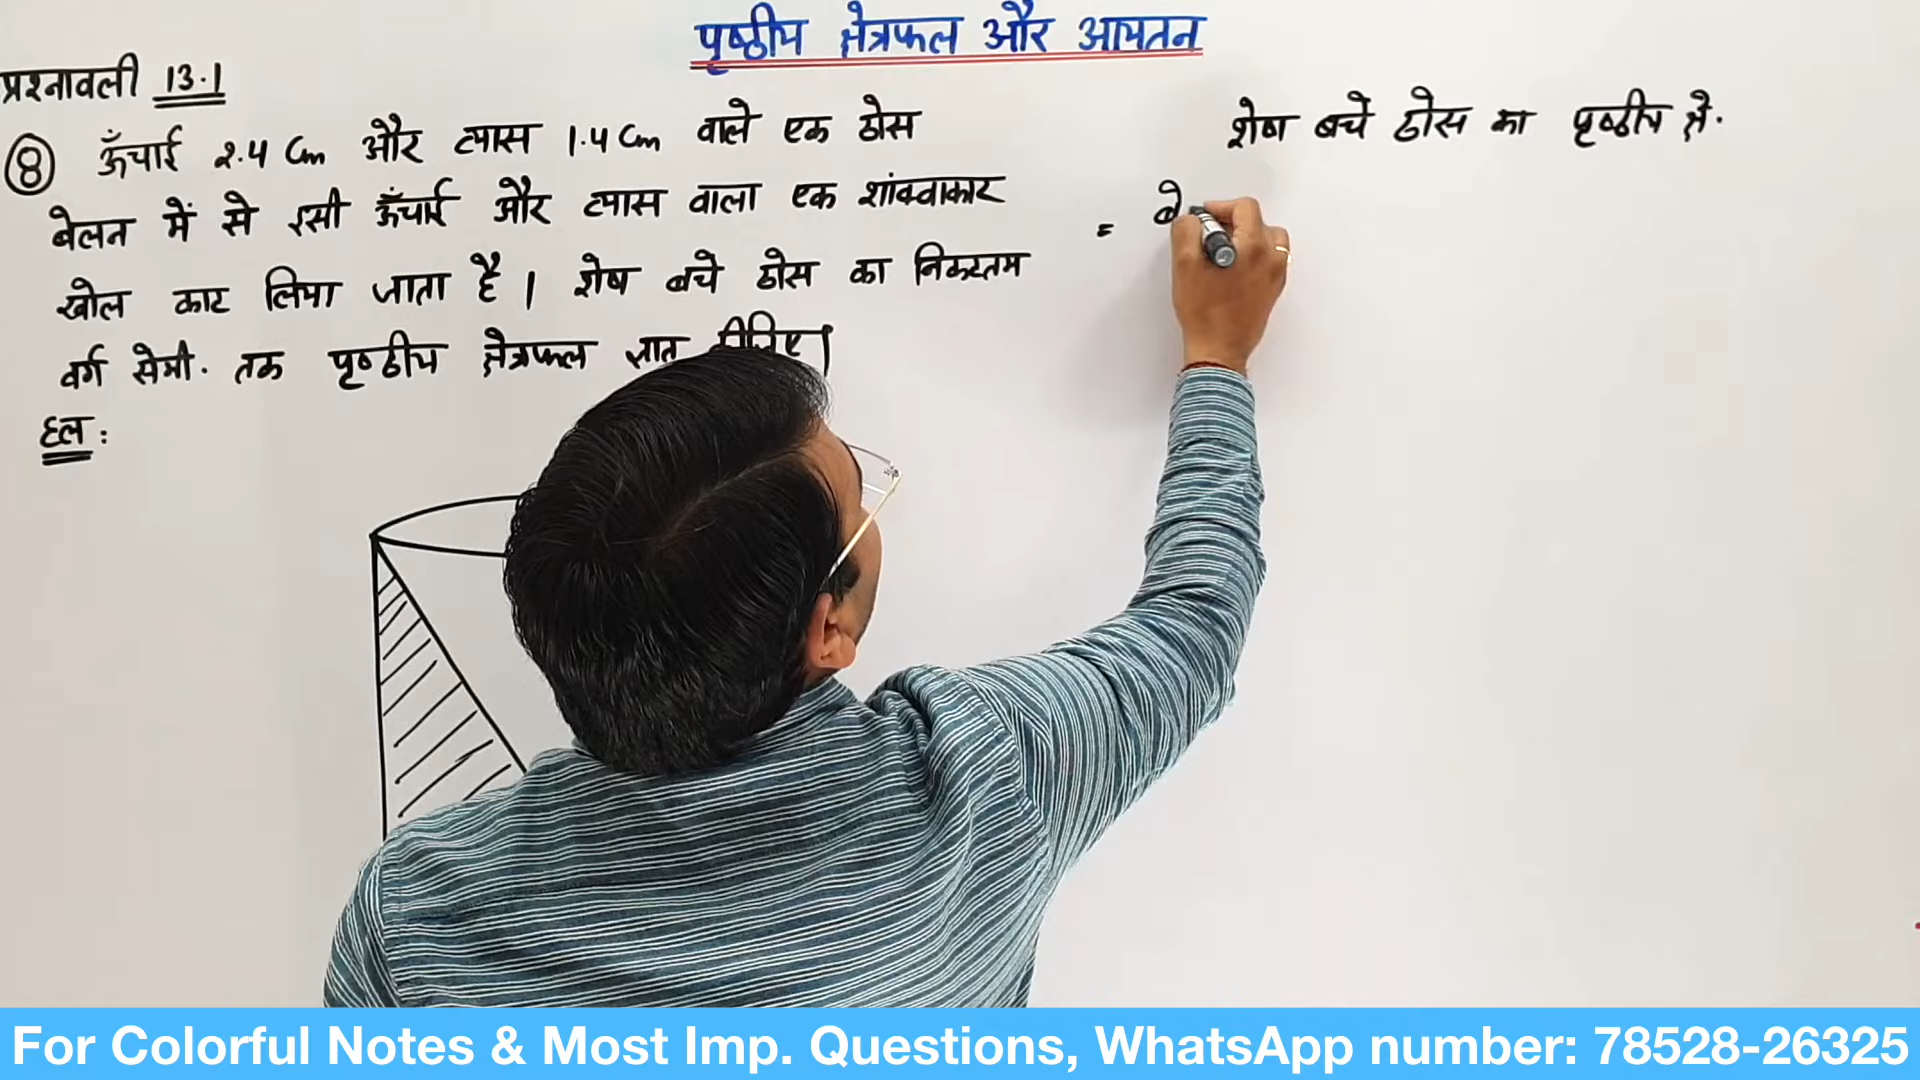 पृष्ठीय क्षेत्रफल और आयतन
प्रश्नावली 13.1
8 ऊँचाई 2.4 Cm और व्यास 1.4 Cm वाले एक ठोस
बेलन में से इसी ऊँचाई और व्यास वाला एक शांक्वाकार
खोल काट लिया जाता है | शेष बचे ठोस का निकटतम
वर्ग सेमी. तक पृष्ठीय क्षेत्रफल ज्ञात
हल :
शेष बचे ठोस का पृष्ठीय क्षे.
= बे
For Colorful Notes & Most Imp. Questions, WhatsApp number: 78528-26325